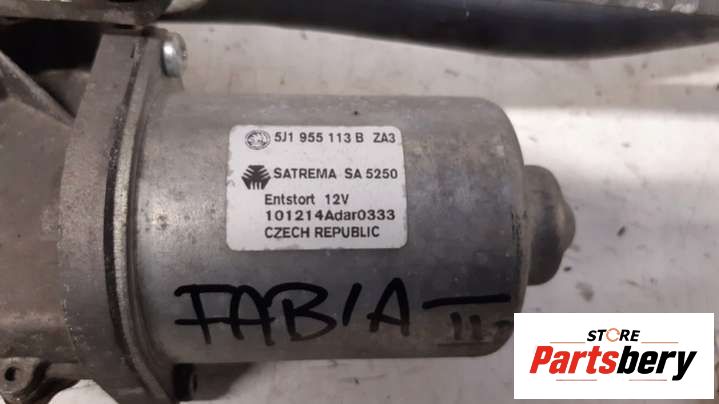 5J1 955 113 B ZA3
SATREMA SA 5250
Entstort 12V
101214Adar0333
CZECH REPUBLIC
FABIA
STORE
Partsbery